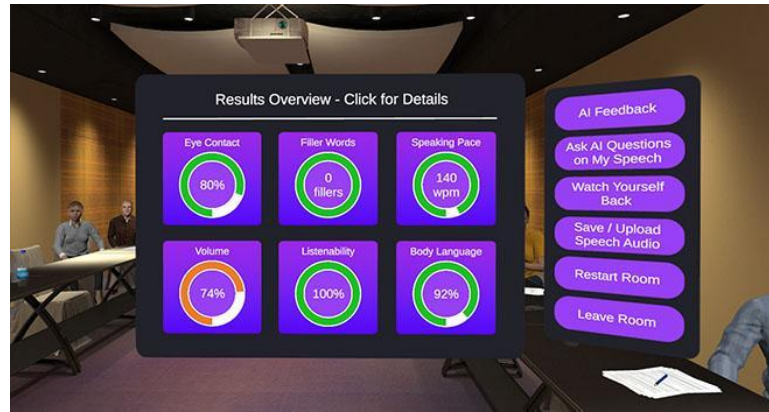 Results Overview - Click for Details
Eye Contact
80%
Filler Words
0
fillers
Speaking Pace
140
wpm
Volume
74%
Listenability
100%
Body Language
92%
AI Feedback
Ask AI Questions
on My Speech
Watch Yourself
Back
Save / Upload
Speech Audio
Restart Room
Leave Room